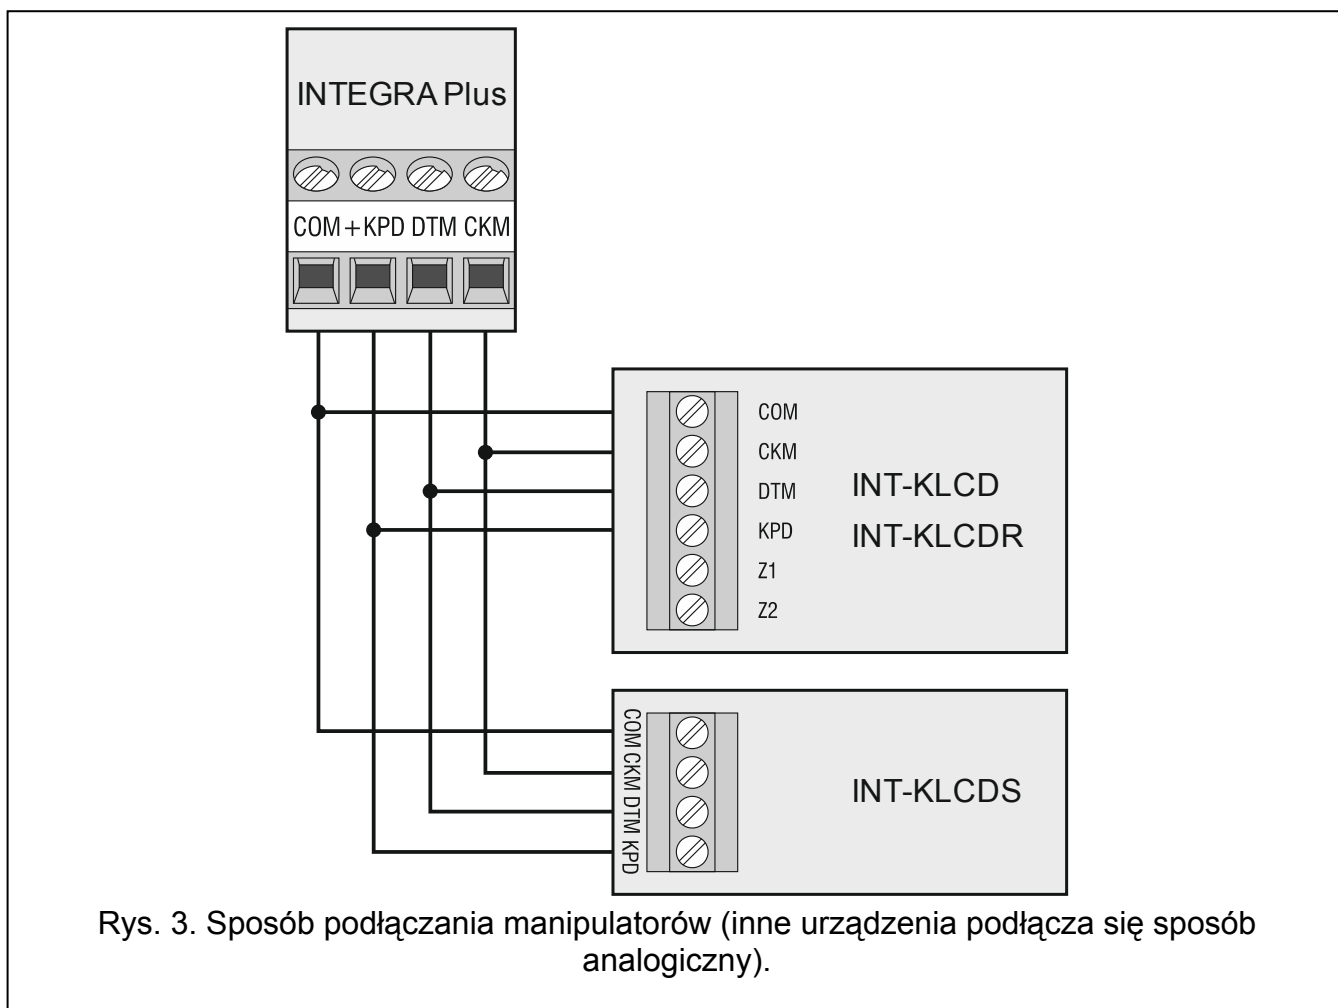 INTEGRA Plus
COM +KPD DTM CKM
COM
CKM
DTM
KPD
Z1
Z2
INT-KLCD
INT-KLCDR
COM CKM DTM KPD
INT-KLCDS
Rys. 3. Sposób podłączania manipulatorów (inne urządzenia podłącza się sposób
analogiczny).